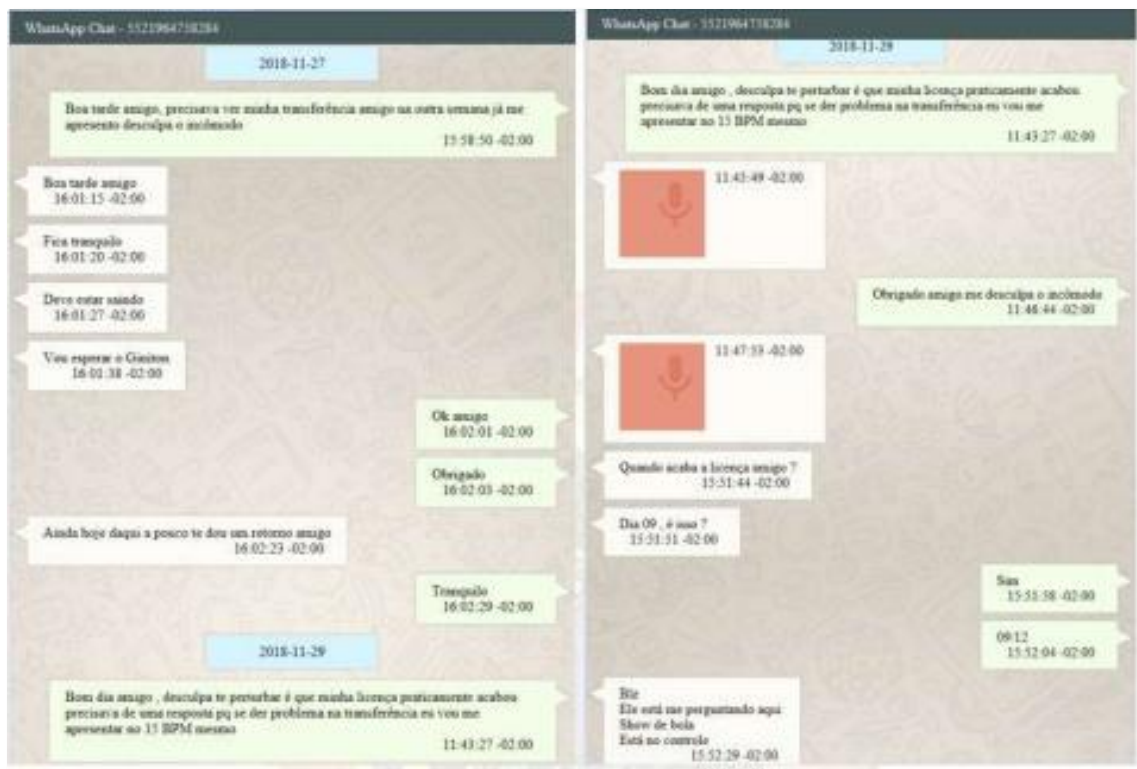 WhatsApp Chat - 5521964738284
2018-11-27
Boa tarde amigo, precisava ver minha transferência amigo na outra semana já me
apresento desculpa o incômodo
15:58:50 -02:00
Boa tarde amigo
16:01:15 -02:00
Fica tranquilo
16:01:20 -02:00
Deve estar saindo
16:01:27 -02:00
Vou esperar o
16:01:38 -02:00
Ok amigo
16:02:01 -02:00
Obrigado
16:02:03 -02:00
Ainda hoje daqui a pouco te dou um retorno amigo
16:02:23 -02:00
Tranquilo
16:02:29 -02:00
2018-11-29
Bom dia amigo , desculpa te perturbar é que minha licença praticamente acabou
precisava de uma resposta pq se der problema na transferência eu vou me
apresentar no 15 BPM mesmo
11:43:27 -02:00
WhatsApp Chat - 5521964738284
2018-11-29
Bom dia amigo , desculpa te perturbar é que minha licença praticamente acabou
precisava de uma resposta pq se der problema na transferência eu vou me
apresentar no 15 BPM mesmo
11:43:27 -02:00
11:43:49 -02:00
Obrigado amigo me desculpa o incômodo
11:46:44 -02:00
11:47:33 -02:00
Quando acaba a licença amigo ?
15:51:44 -02:00
Dia 09 , é isso ?
15:51:51 -02:00
15:51:58 -02:00
09/12
15:52:04 -02:00
Blz
Ele está me perguntando aqui
Show de bola
Está no controle
15:52:29 -02:00